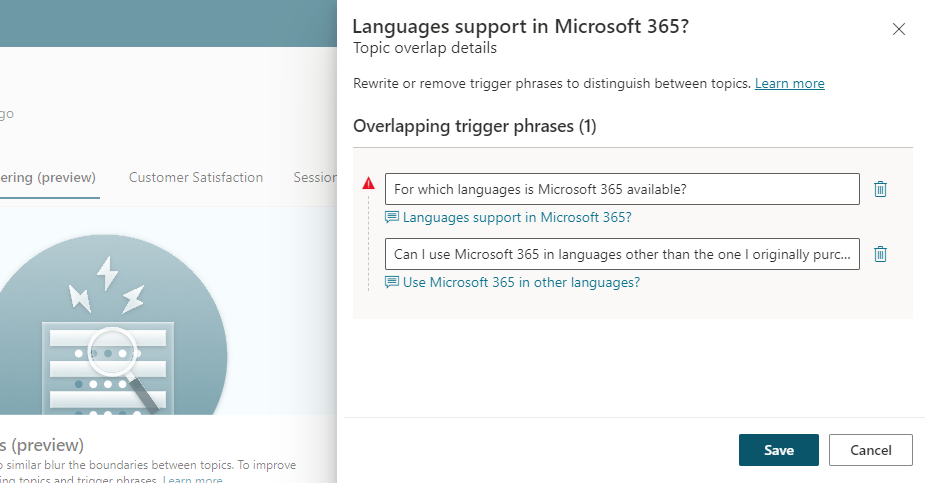 Languages support in Microsoft 365?
Topic overlap details
Rewrite or remove trigger phrases to distinguish between topics. Learn more
Overlapping trigger phrases (1)
For which languages is Microsoft 365 available?
Languages support in Microsoft 365?
Can I use Microsoft 365 in languages other than the one I originally purc...
Use Microsoft 365 in other languages?
Save Cancel
go
ering (preview) Customer Satisfaction Session
s (preview)
o similar blur the boundaries between topics. To improve
ing topics and trigger phrases. Learn more